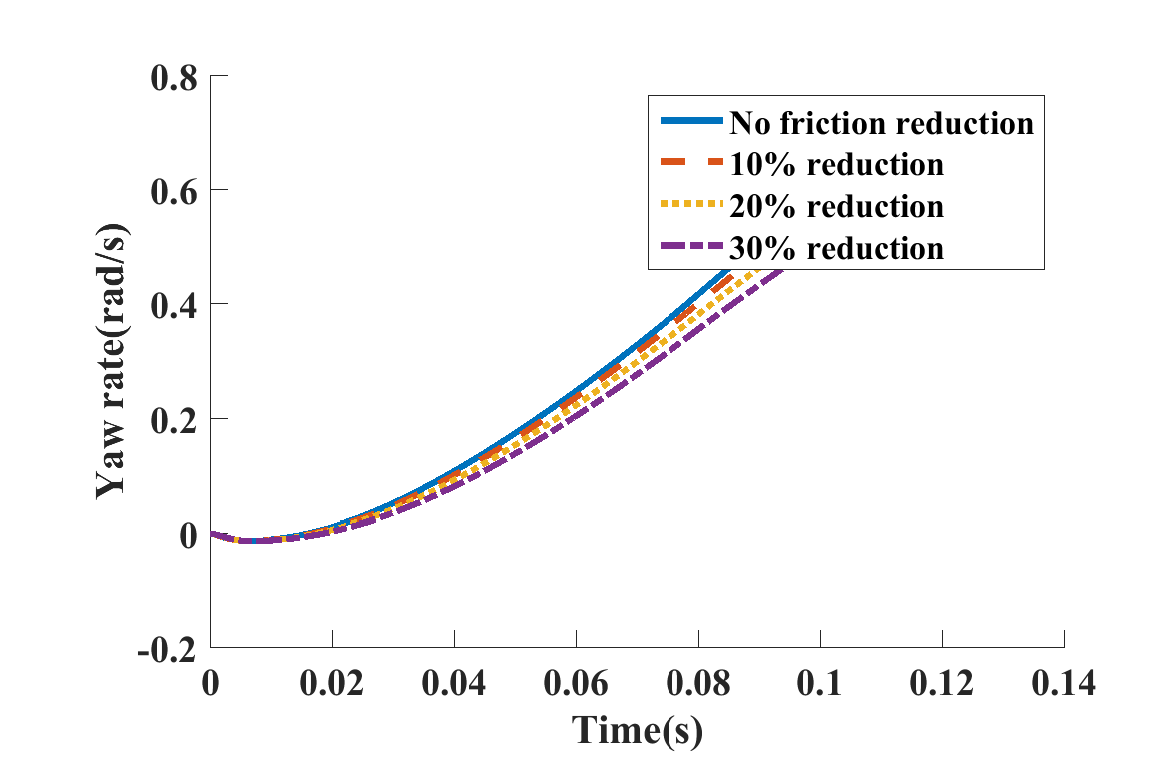 0.8
0.6
0.4
0.2
0
-0.2
Yaw rate(rad/s)
No friction reduction
10% reduction
20% reduction
30% reduction
0 0.02 0.04 0.06 0.08 0.1 0.12 0.14
Time(s)